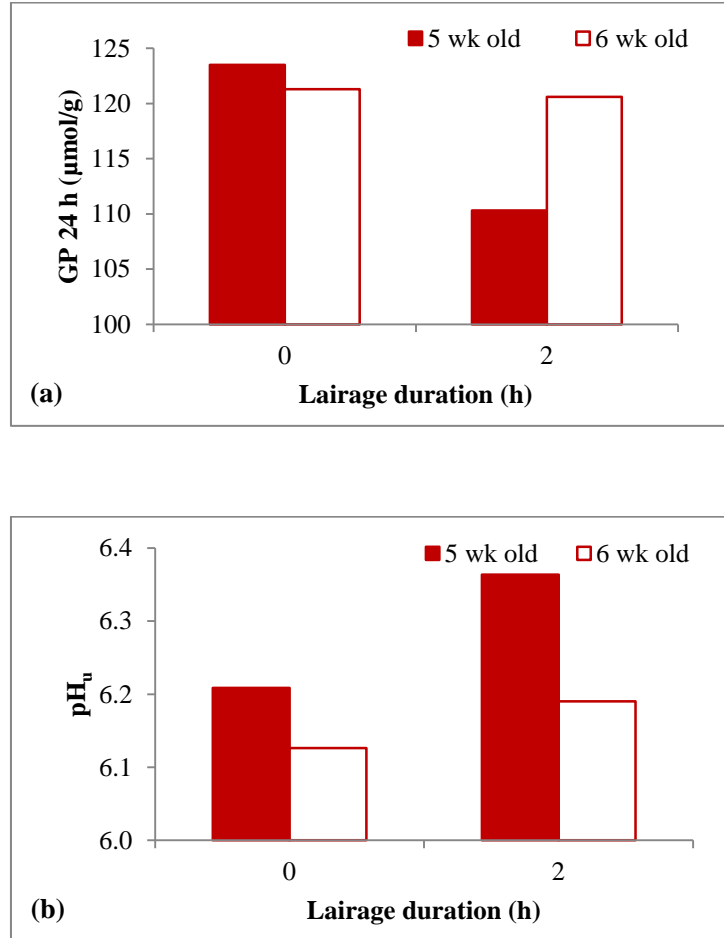 5 wk old 6 wk old
125
120
115
110
105
100
GP 24 h (µmol/g)
0 2
(a) Lairage duration (h)
5 wk old 6 wk old
6.4
6.3
6.2
6.1
6.0
pHu
0 2
(b) Lairage duration (h)